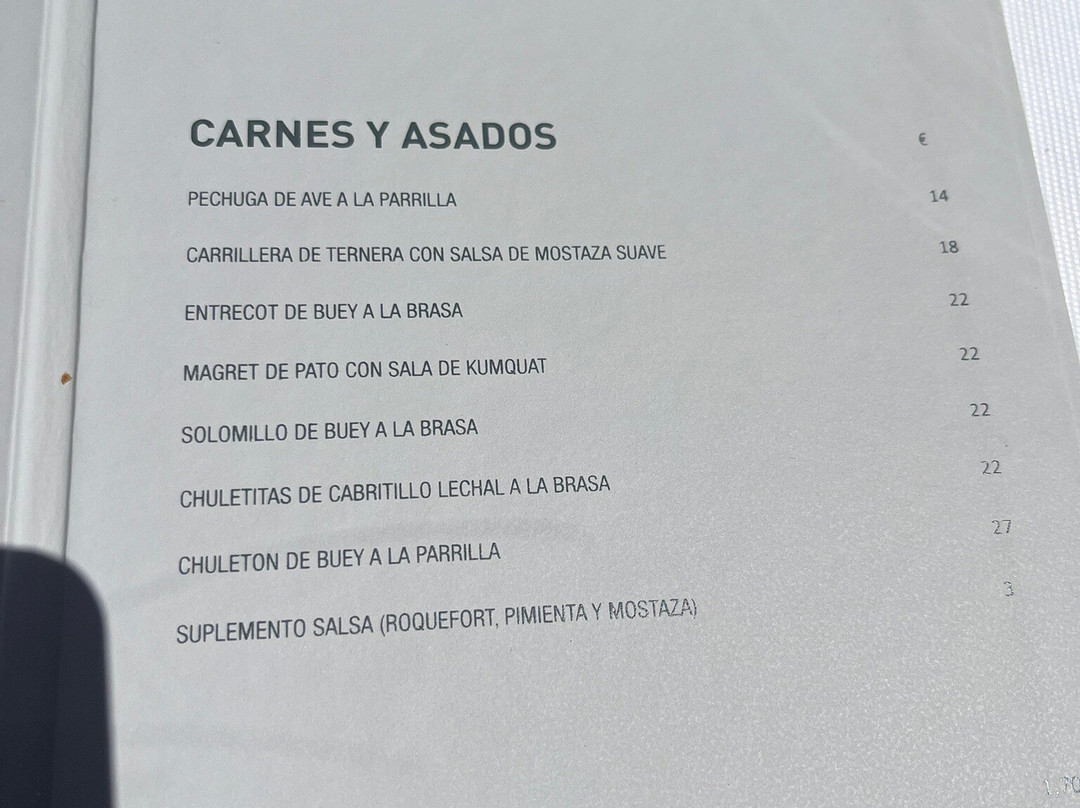 CARNES Y ASADOS €
PECHUGA DE AVE A LA PARRILLA 14
CARRILLERA DE TERNERA CON SALSA DE MOSTAZA SUAVE 18
ENTRECOT DE BUEY A LA BRASA 22
MAGRET DE PATO CON SALA DE KUMQUAT 22
SOLOMILLO DE BUEY A LA BRASA 22
CHULETITAS DE CABRITILLO LECHAL A LA BRASA 22
CHULETON DE BUEY A LA PARRILLA 27
SUPLEMENTO SALSA (ROQUEFORT, PIMIENTA Y MOSTAZA) 3